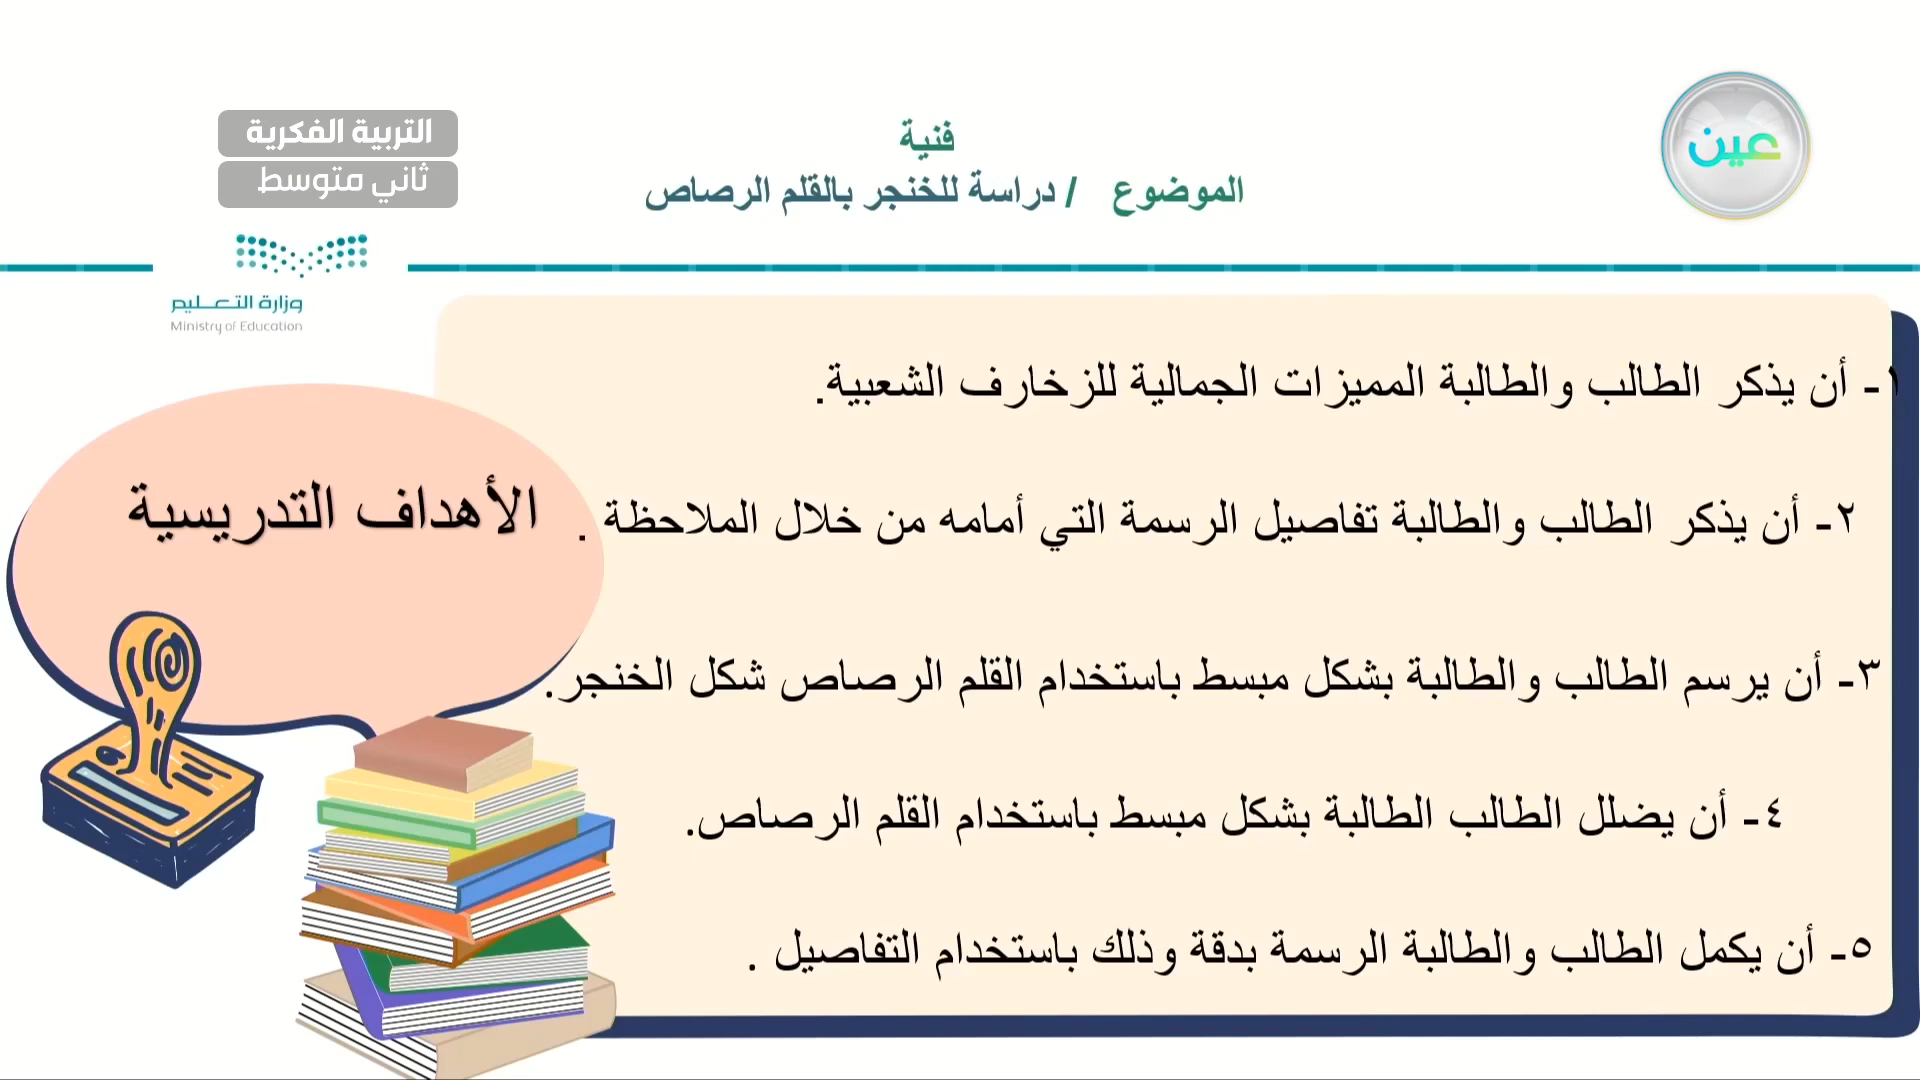 عين
فنية
الموضوع / دراسة للخنجر بالقلم الرصاص
التربية الفكرية
ثاني متوسط
وزارة التعليم
Ministry of Education
١- أن يذكر الطالب والطالبة المميزات الجمالية للزخارف الشعبية.
الأهداف التدريسية
٢- أن يذكر الطالب والطالبة تفاصيل الرسمة التي أمامه من خلال الملاحظة .
٣- أن يرسم الطالب والطالبة بشكل مبسط باستخدام القلم الرصاص شكل الخنجر.
٤- أن يضلل الطالب الطالبة بشكل مبسط باستخدام القلم الرصاص.
٥- أن يكمل الطالب والطالبة الرسمة بدقة وذلك باستخدام التفاصيل .